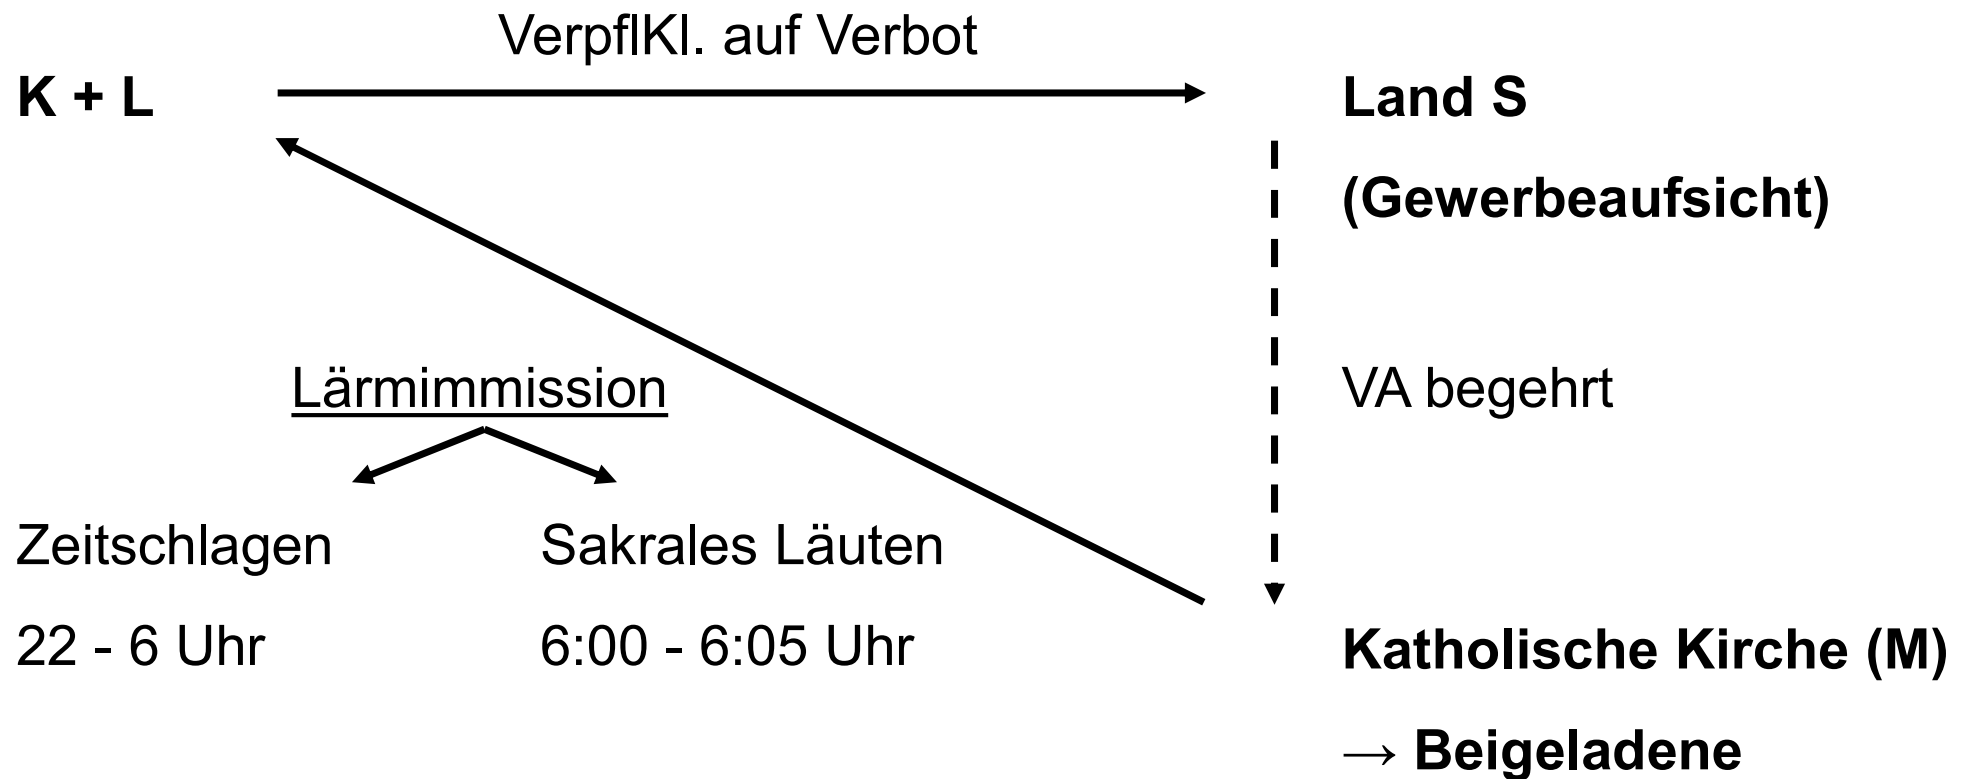 VerpflKl. auf Verbot
K + L
Land S
(Gewerbeaufsicht)
Lärmimmission
VA begehrt
Zeitschlagen
Sakrales Läuten
22 - 6 Uhr
6:00 - 6:05 Uhr
Katholische Kirche (M)
→ Beigeladene